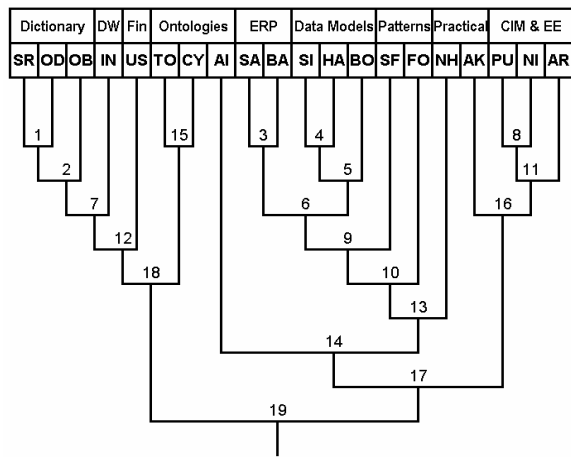 Dictionary DW Fin Ontologies ERP Data Models Patterns Practical CIM & EE
SR OD OB IN US TO CY AI SA BA SI HA BO SF FO NH AK PU NI AR
1 15 3 4 8
2 5 11
7 6 16
12 9
18 10
13
14
17
19